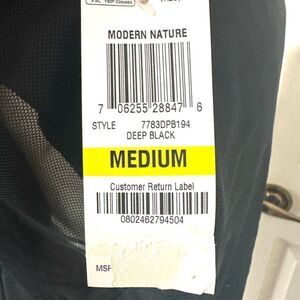 MODERN NATURE
7 06255 28847 6
STYLE 7783DPB194
DEEP BLACK
MEDIUM
Customer Return Label
0802462794504